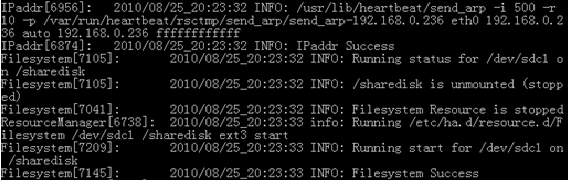 IPaddr[6956]:    2010/08/25_20:23:32 INFO: /usr/lib/heartbeat/send_arp -i 500 -r
10 -p /var/run/heartbeat/rsctmp/send_arp/send_arp-192.168.0.236 eth0 192.168.0.2
36 auto 192.168.0.236 ffffffffffff
IPaddr[6874]:    2010/08/25_20:23:32 INFO: IPaddr Success
Filesystem[7105]:        2010/08/25_20:23:32 INFO: Running status for /dev/sdc1 o
n /sharedisk
Filesystem[7105]:        2010/08/25_20:23:32 INFO: /sharedisk is unmounted (stopp
ed)
Filesystem[7041]:        2010/08/25_20:23:32 INFO: Filesystem Resource is stopped
ResourceManager[6738]: 2010/08/25_20:23:33 info: Running /etc/ha.d/resource.d/F
ilesystem /dev/sdc1 /sharedisk ext3 start
Filesystem[7209]:        2010/08/25_20:23:33 INFO: Running start for /dev/sdc1 on
/sharedisk
Filesystem[7145]:        2010/08/25_20:23:33 INFO: Filesystem Success